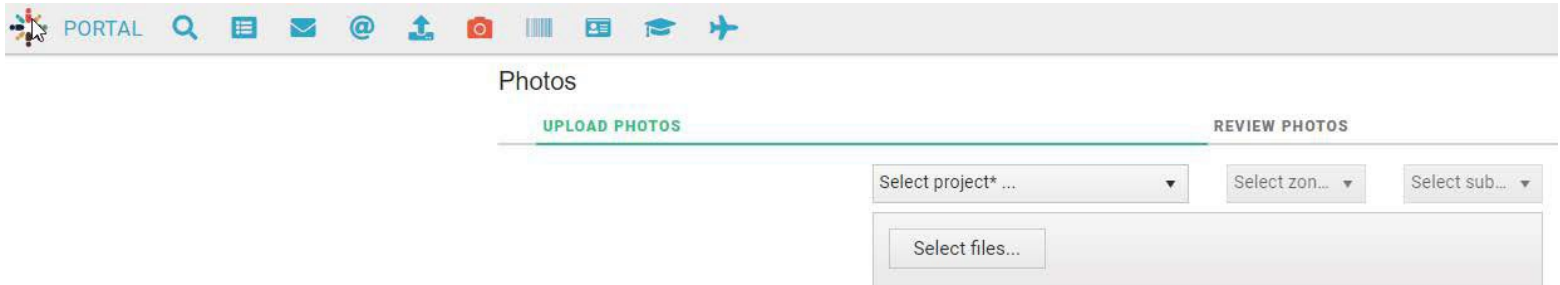 PORTAL
Photos
UPLOAD PHOTOS REVIEW PHOTOS
Select project* ... Select zon... Select sub...
Select files...